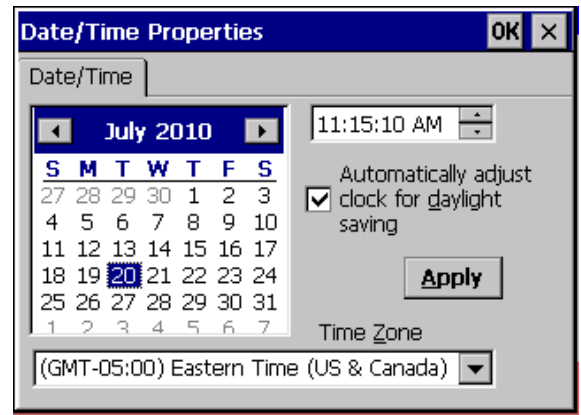 Date/Time Properties OK ×
Date/Time
July 2010
11:15:10 AM
S M T W T F S
27 28 29 30 1 2 3
4 5 6 7 8 9 10
11 12 13 14 15 16 17
18 19 20 21 22 23 24
25 26 27 28 29 30 31
1 2 3 4 5 6 7
Automatically adjust
clock for daylight
saving
Apply
Time Zone
(GMT-05:00) Eastern Time (US & Canada)